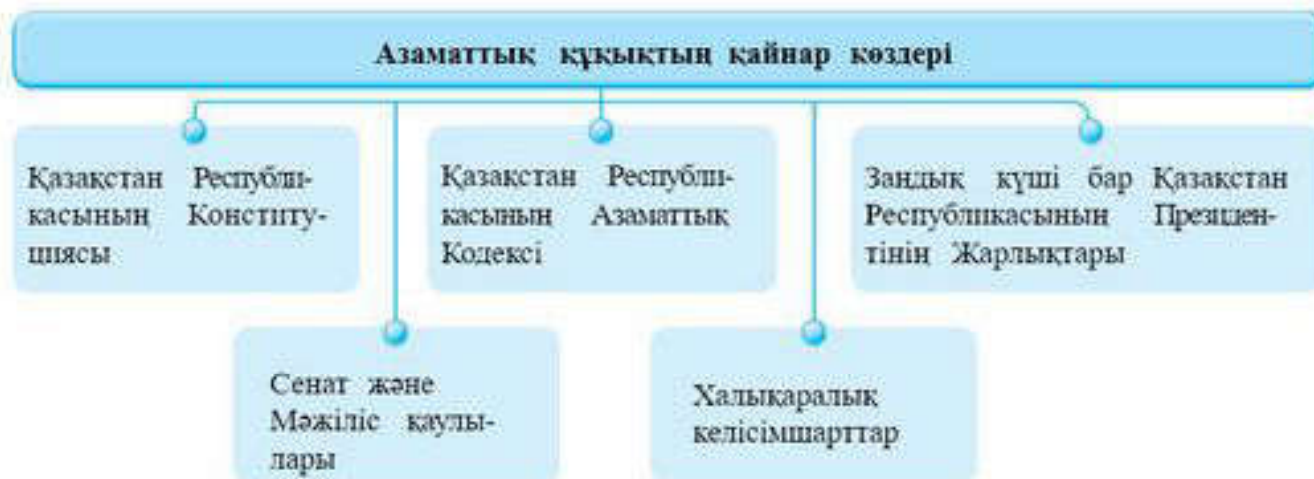 Азаматтық құқықтың қайнар көздері
Қазақстан Республи-
касының Конститу-
циясы
Қазақстан Республи-
касының Азаматтық
Кодексі
Заңдық күші бар Қазақстан
Республикасының Президен-
тінің Жарлықтары
Сенат және
Мәжіліс қаулы-
лары
Халықаралық
келісімшарттар